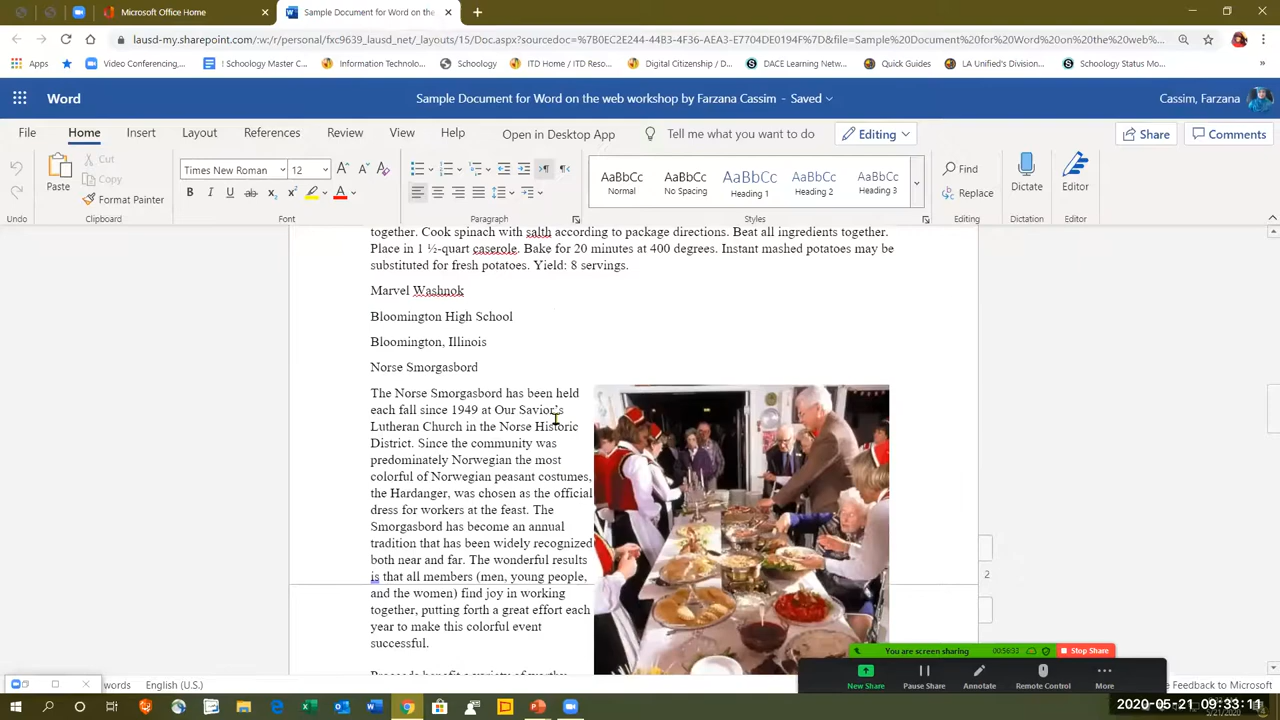 Lausd Office Home
Sample Document for Word on the
lausd-my.sharepoint.com/:w:/r/personal/fxc9639_lausd_net/_layouts/15/Doc.aspx?sourcedoc=%7B0EC2E244-44B3-4F36-AEA3-E7704DE0194F%7D&file=Sample%20Document%20for%20Word%20on%20the%20web%...
Apps
Video Conferencing,...
! Schoology Master C...
Information Technolo...
Schoology
ITD Home / ITD Reso...
Digital Citizenship / D...
DACE Learning Netw...
Quick Guides
LA Unified's Division...
Schoology Status Mo...
Word
Sample Document for Word on the web workshop by Farzana Cassim - Saved
Cassim, Farzana
File Home Insert Layout References Review View Help Open in Desktop App Tell me what you want to do Editing Share Comments
Paste
Cut
Copy
Format Painter
Times New Roman 12
B I U ab x₂ x² A
AaBbCc AaBbCc AaBbCc AaBbCc AaBbCc
Normal No Spacing Heading 1 Heading 2 Heading 3
Find
Replace
Dictate
Editor
Undo Clipboard Font Paragraph Styles Editing Dictation Editor
together. Cook spinach with salth according to package directions. Beat all ingredients together.
Place in 1 ½-quart caserole. Bake for 20 minutes at 400 degrees. Instant mashed potatoes may be
substituted for fresh potatoes. Yield: 8 servings.
Marvel Washnok
Bloomington High School
Bloomington, Illinois
Norse Smorgasbord
The Norse Smorgasbord has been held
each fall since 1949 at Our Savior's
Lutheran Church in the Norse Historic
District. Since the community was
predominately Norwegian the most
colorful of Norwegian peasant costumes,
the Hardanger, was chosen as the official
dress for workers at the feast. The
Smorgasbord has become an annual
tradition that has been widely recognized
both near and far. The wonderful results
is that all members (men, young people,
and the women) find joy in working
together, putting forth a great effort each
year to make this colorful event
successful.
2
You are screen sharing 00:56:33 Stop Share
New Share Pause Share Annotate Remote Control More
words English (U.S.)
Feedback to Microsoft
2020-05-21 09:33:11